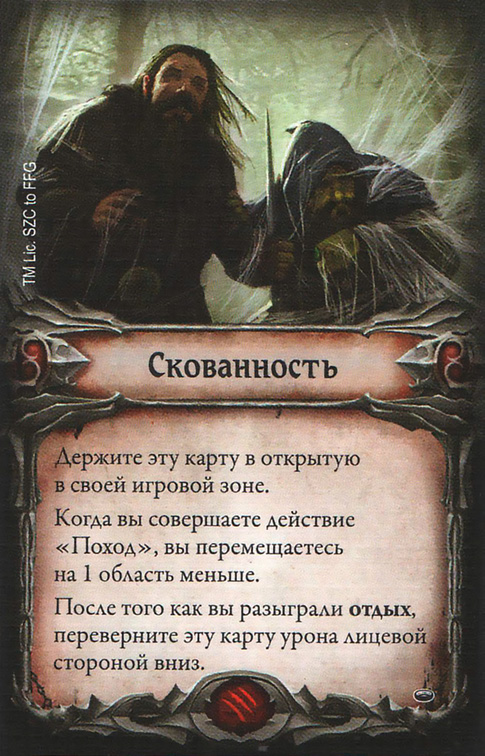 TM Lic. SZC to FFG
Скованность
Держите эту карту в открытую
в своей игровой зоне.
Когда вы совершаете действие
«Поход», вы перемещаетесь
на 1 область меньше.
После того как вы разыграли отдых,
переверните эту карту урона лицевой
стороной вниз.